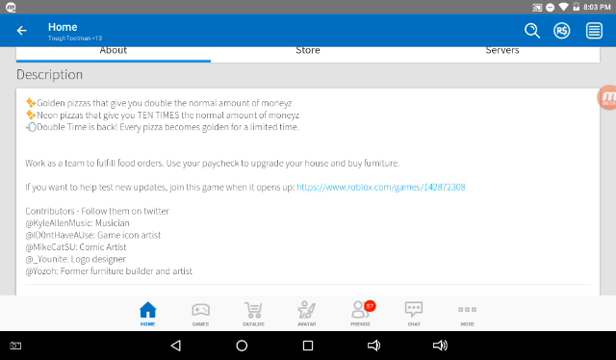 8:03 PM
Home
ToughTootman <13
About
Store
Servers
Description
✨Golden pizzas that give you double the normal amount of moneyz
✨Neon pizzas that give you TEN TIMES the normal amount of moneyz
💨Double Time is back! Every pizza becomes golden for a limited time.
Work as a team to fulfill food orders. Use your paycheck to upgrade your house and buy furniture.
If you want to help test new updates, join this game when it opens up: https://www.roblox.com/games/142872308
Contributors - Follow them on twitter
@KyleAllenMusic: Musician
@ID0ntHaveAUse: Game icon artist
@MikeCatSU: Comic Artist
@_Younite: Logo designer
@Yozoh: Former furniture builder and artist
57
HOME
GAMES
CATALOG
AVATAR
FRIENDS
CHAT
MORE